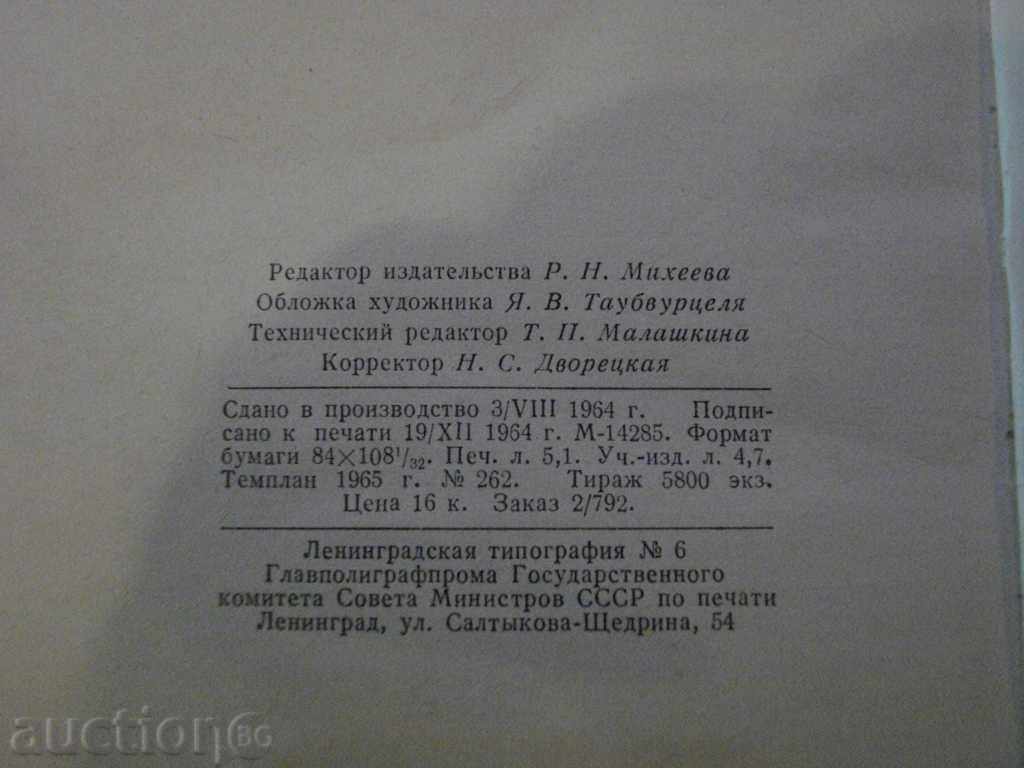 Редактор издательства Р. Н. Михеева
Обложка художника Я. В. Таубвурцеля
Технический редактор Т. П. Малашкина
Корректор Н. С. Дворецкая
Сдано в производство 3/VIII 1964 г. Подпи-
сано к печати 19/XII 1964 г. М-14285. Формат
бумаги 84×108¹/₃₂. Печ. л. 5,1. Уч.-изд. л. 4,7.
Темплан 1965 г. № 262. Тираж 5800 экз.
Цена 16 к. Заказ 2/792.
Ленинградская типография № 6
Главполиграфпрома Государственного
комитета Совета Министров СССР по печати
Ленинград, ул. Салтыкова-Щедрина, 54
auction6BG